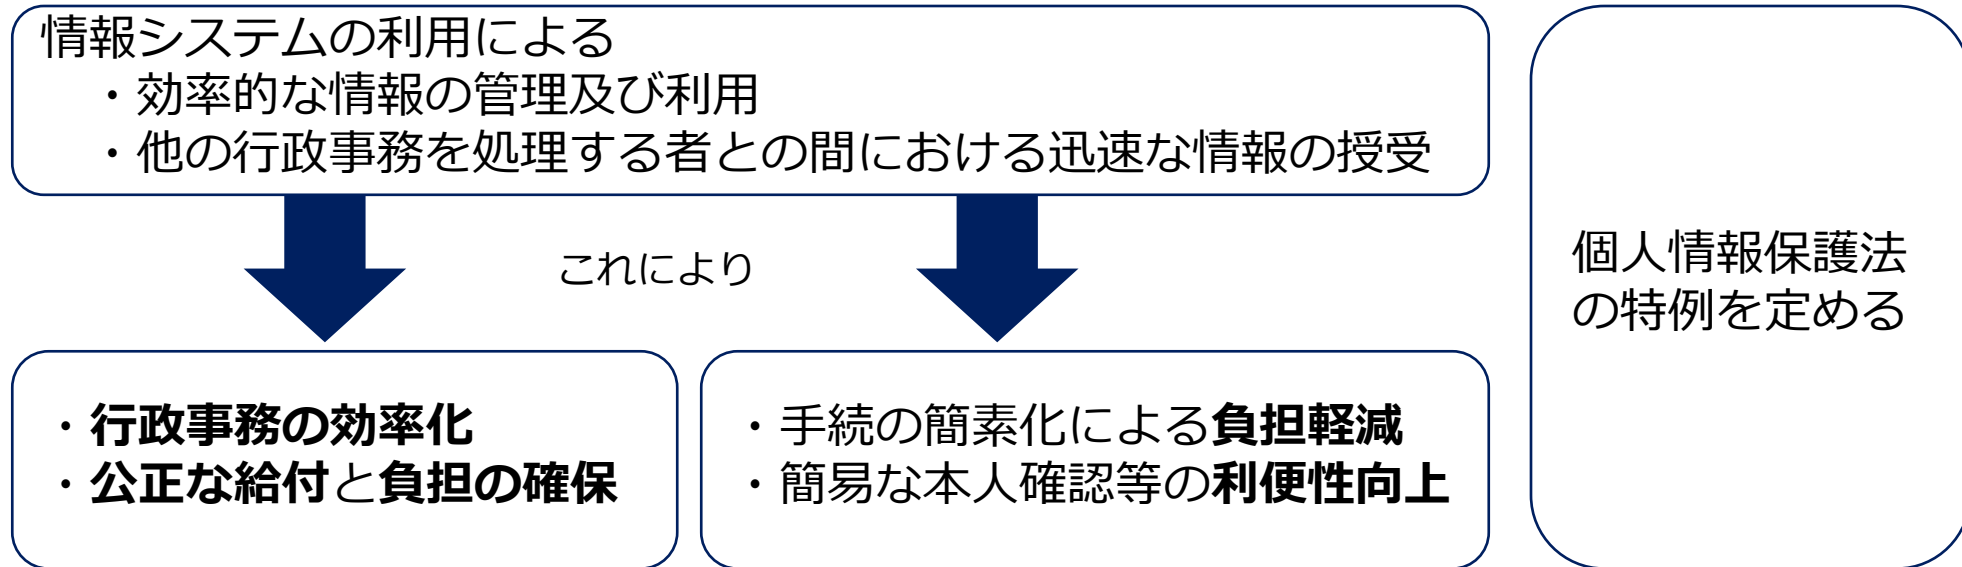 情報システムの利用による
・効率的な情報の管理及び利用
・他の行政事務を処理する者との間における迅速な情報の授受
これにより
・行政事務の効率化
・公正な給付と負担の確保
・手続の簡素化による負担軽減
・簡易な本人確認等の利便性向上
個人情報保護法
の特例を定める